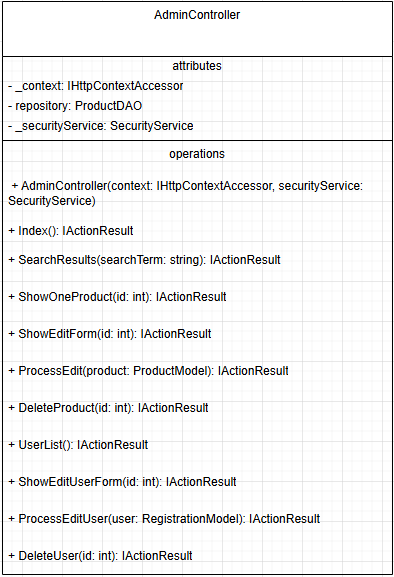 AdminController
attributes
- _context: IHttpContextAccessor
- repository: ProductDAO
- _securityService: SecurityService
operations
+ AdminController(context: IHttpContextAccessor, securityService:
SecurityService)
+ Index(): IActionResult
+ SearchResults(searchTerm: string): IActionResult
+ ShowOneProduct(id: int): IActionResult
+ ShowEditForm(id: int): IActionResult
+ ProcessEdit(product: ProductModel): IActionResult
+ DeleteProduct(id: int): IActionResult
+ UserList(): IActionResult
+ ShowEditUserForm(id: int): IActionResult
+ ProcessEditUser(user: RegistrationModel): IActionResult
+ DeleteUser(id: int): IActionResult